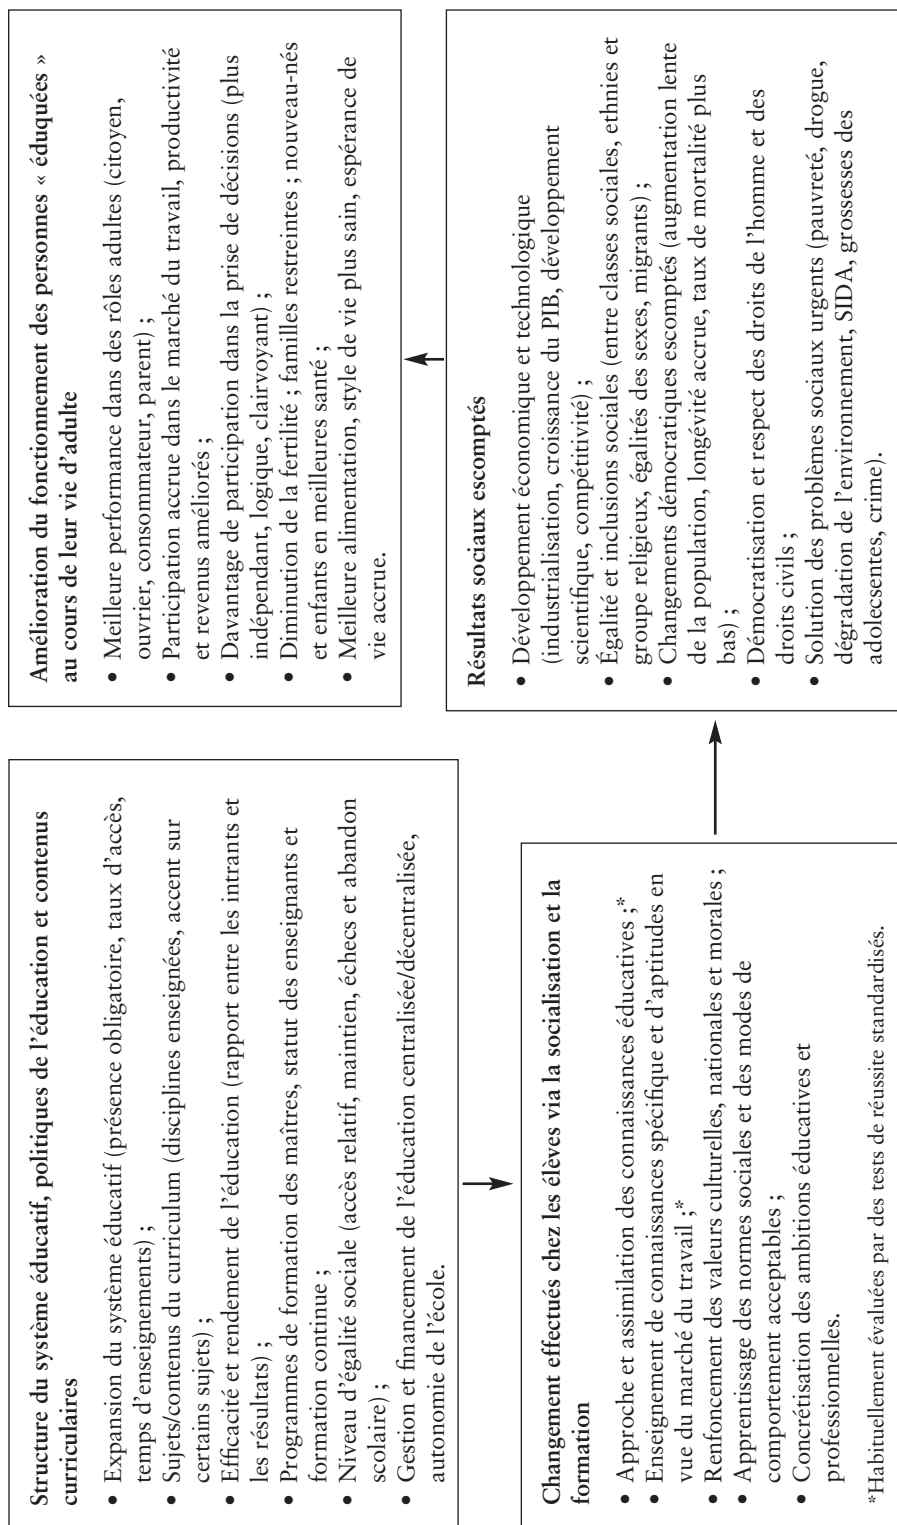 Structure du système éducatif, politiques de l'éducation et contenus
curriculaires
• Expansion du système éducatif (présence obligatoire, taux d'accès,
temps d'enseignements) ;
• Sujets/contenus du curriculum (disciplines enseignées, accent sur
certains sujets) ;
• Efficacité et rendement de l'éducation (rapport entre les intrants et
les résultats) ;
• Programmes de formation des maîtres, statut des enseignants et
formation continue ;
• Niveau d'égalité sociale (accès relatif, maintien, échecs et abandon
scolaire) ;
• Gestion et financement de l'éducation centralisée/décentralisée,
autonomie de l'école.
Changement effectués chez les élèves via la socialisation et la
formation
• Approche et assimilation des connaissances éducatives ;*
• Enseignement de connaissances spécifique et d'aptitudes en
vue du marché du travail ;*
• Renfoncement des valeurs culturelles, nationales et morales ;
• Apprentissage des normes sociales et des modes de
comportement acceptables ;
• Concrétisation des ambitions éducatives et
professionnelles.
*Habituellement évaluées par des tests de réussite standardisés.
Résultats sociaux escomptés
• Développement économique et technologique
(industrialisation, croissance du PIB, développement
scientifique, compétitivité) ;
• Égalité et inclusions sociales (entre classes sociales, ethnies et
groupe religieux, égalités des sexes, migrants) ;
• Changements démocratiques escomptés (augmentation lente
de la population, longévité accrue, taux de mortalité plus
bas) ;
• Démocratisation et respect des droits de l'homme et des
droits civils ;
• Solution des problèmes sociaux urgents (pauvreté, drogue,
dégradation de l'environnement, SIDA, grossesses des
adolecsentes, crime).
Amélioration du fonctionnement des personnes « éduquées »
au cours de leur vie d'adulte
• Meilleure performance dans des rôles adultes (citoyen,
ouvrier, consommateur, parent) ;
• Participation accrue dans le marché du travail, productivité
et revenus améliorés ;
• Davantage de participation dans la prise de décisions (plus
indépendant, logique, clairvoyant) ;
• Diminution de la fertilité ; familles restreintes ; nouveau-nés
et enfants en meilleures santé ;
• Meilleure alimentation, style de vie plus sain, espérance de
vie accrue.